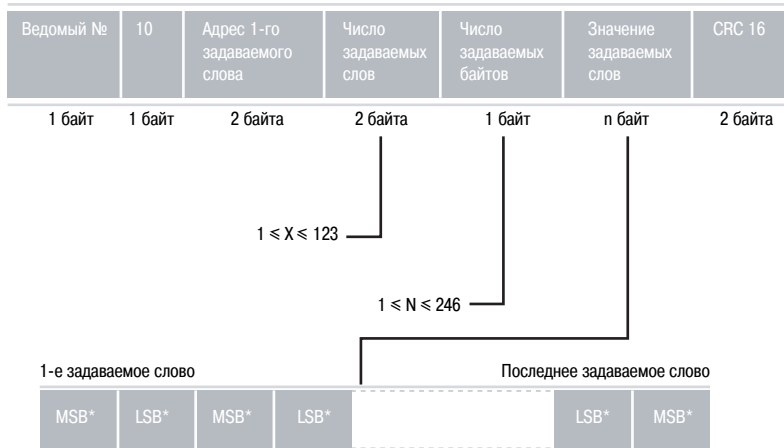 Ведомый № 10 Адрес 1-го задаваемого слова Число задаваемых слов Число задаваемых байтов Значение задаваемых слов CRC 16
1 байт 1 байт 2 байта 2 байта 1 байт n байт 2 байта
1 ⩽ X ⩽ 123
1 ⩽ N ⩽ 246
1-е задаваемое слово Последнее задаваемое слово
MSB* LSB* MSB* LSB* LSB* MSB*